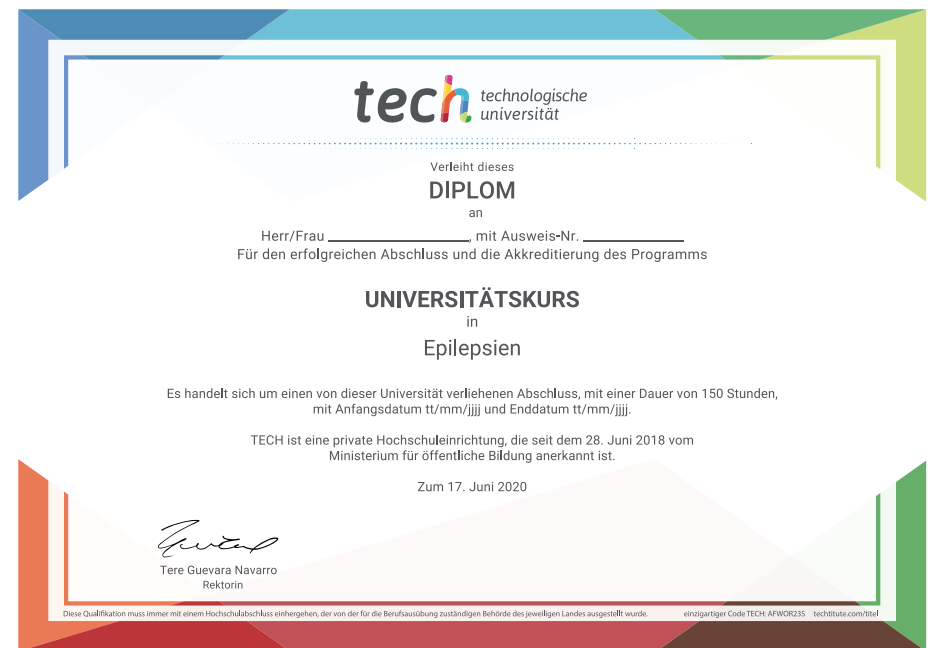 tech technologische
universität
Verleiht dieses
DIPLOM
an
Herr/Frau ____________________, mit Ausweis-Nr. ______________
Für den erfolgreichen Abschluss und die Akkreditierung des Programms
UNIVERSITÄTSKURS
in
Epilepsien
Es handelt sich um einen von dieser Universität verliehenen Abschluss, mit einer Dauer von 150 Stunden,
mit Anfangsdatum tt/mm/jjjj und Enddatum tt/mm/jjjj.
TECH ist eine private Hochschuleinrichtung, die seit dem 28. Juni 2018 vom
Ministerium für öffentliche Bildung anerkannt ist.
Zum 17. Juni 2020
Tere Guevara Navarro
Rektorin
Diese Qualifikation muss immer mit einem Hochschulabschluss einhergehen, der von der für die Berufsausübung zuständigen Behörde des jeweiligen Landes ausgestellt wurde. einzigartiger Code TECH: AFWOR23S techtitute.com/titel